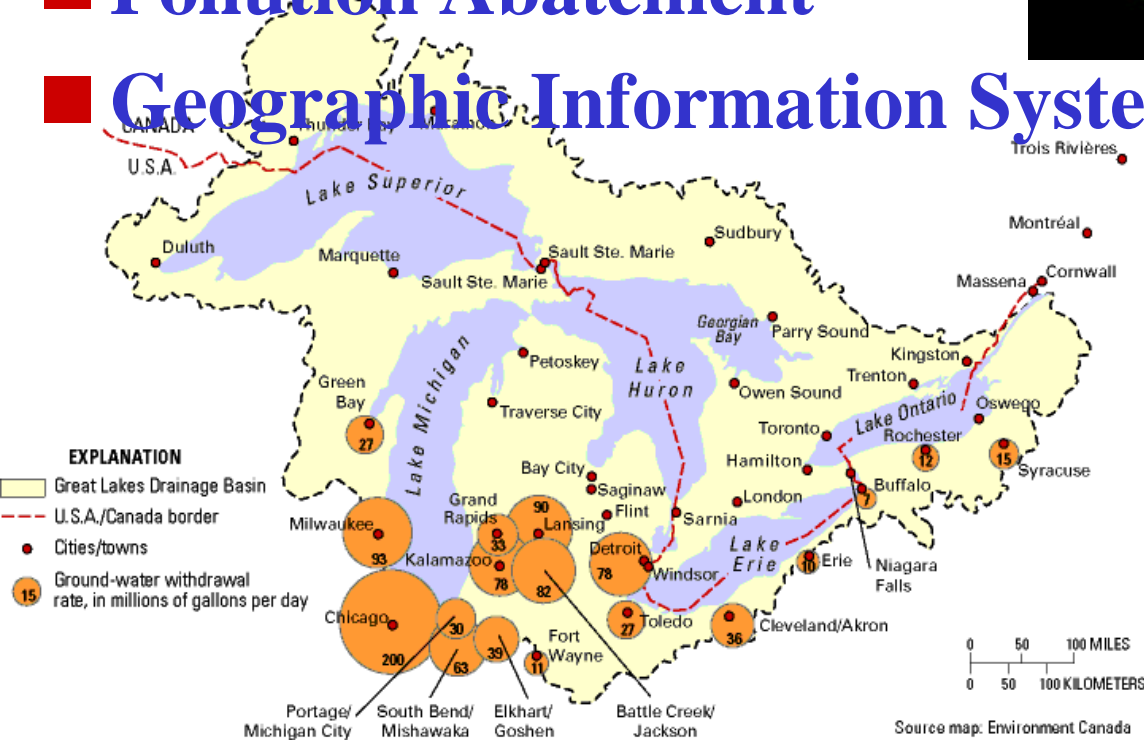 Pollution Abatement
Geographic Information Syste
CANADA
U.S.A.
Thunder Bay
Marathon
Lake Superior
Trois Rivières
Montréal
Cornwall
Massena
Duluth
Marquette
Sault Ste. Marie
Sault Ste. Marie
Sudbury
Georgian
Bay
Parry Sound
Kingston
Trenton
Petoskey
Lake
Huron
Owen Sound
Lake Michigan
Green
Bay
27
Traverse City
Lake Ontario
Oswego
Toronto
Rochester
12
15
Syracuse
Hamilton
Buffalo
7
Bay City
Saginaw
Flint
London
Sarnia
Grand
Rapids
33
90
Lansing
Milwaukee
93
Kalamazoo
78
82
Detroit
78
Windsor
Lake
Erie
10
Erie
Niagara
Falls
Chicago
200
30
63
39
Fort
Wayne
11
27
Toledo
36
Cleveland/Akron
Portage/
Michigan City
South Bend/
Mishawaka
Elkhart/
Goshen
Battle Creek/
Jackson
EXPLANATION
Great Lakes Drainage Basin
U.S.A./Canada border
Cities/towns
15
Ground-water withdrawal
rate, in millions of gallons per day
0 50 100 MILES
0 50 100 KILOMETERS
Source map: Environment Canada